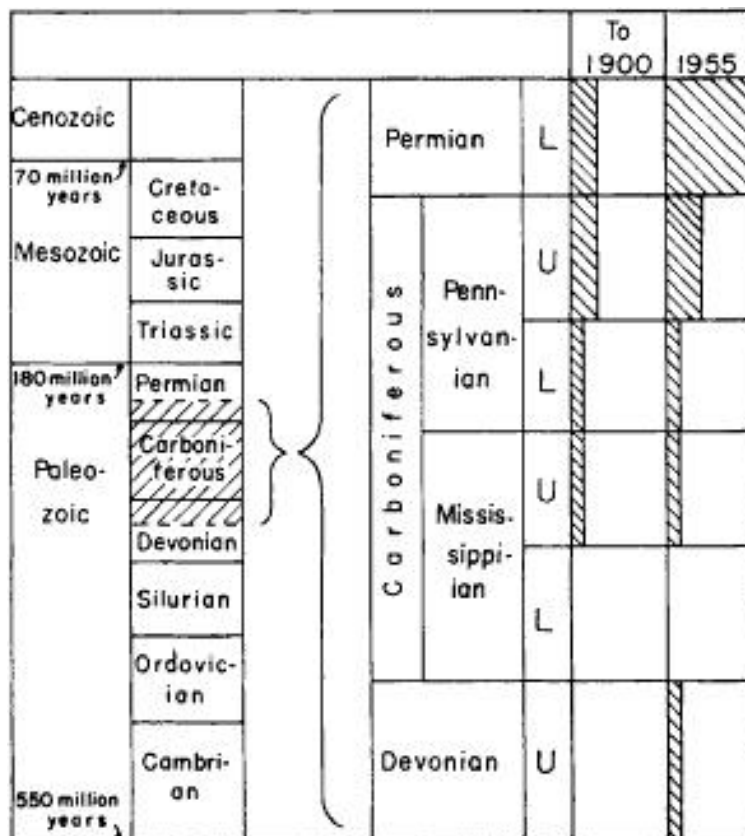 To
1900
1955
Cenozoic
70 million
years
Mesozoic
180 million
years
Paleo-
zoic
550 million
years
Creta-
ceous
Juras-
sic
Triassic
Permian
Carboni-
ferous
Devonian
Silurian
Ordovic-
ian
Cambri-
an
Permian
L
Carboniferous
Penn-
sylvan-
ian
U
L
Missis-
sippi-
ian
U
L
Devonian
U